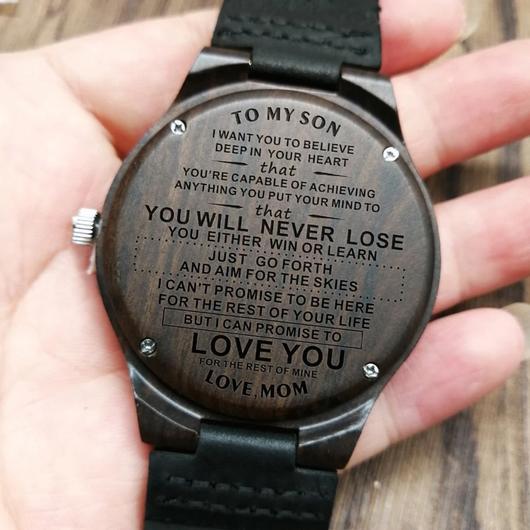 TO MY SON
I WANT YOU TO BELIEVE
DEEP IN YOUR HEART
that
YOU'RE CAPABLE OF ACHIEVING
ANYTHING YOU PUT YOUR MIND TO
that
YOU WILL NEVER LOSE
YOU EITHER WIN OR LEARN
JUST GO FORTH
AND AIM FOR THE SKIES
I CAN'T PROMISE TO BE HERE
FOR THE REST OF YOUR LIFE
BUT I CAN PROMISE TO
LOVE YOU
FOR THE REST OF MINE
LOVE, MOM